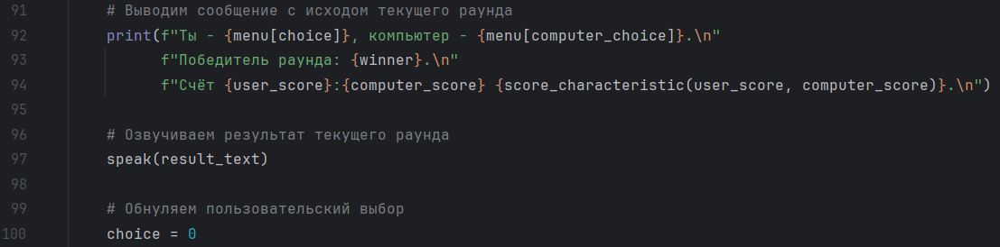 91 # Выводим сообщение с исходом текущего раунда
92 print(f"Ты - {menu[choice]}, компьютер - {menu[computer_choice]}.\n"
93 f"Победитель раунда: {winner}.\n"
94 f"Счёт {user_score}:{computer_score} {score_characteristic(user_score, computer_score)}.\n")
95
96 # Озвучиваем результат текущего раунда
97 speak(result_text)
98
99 # Обнуляем пользовательский выбор
100 choice = 0